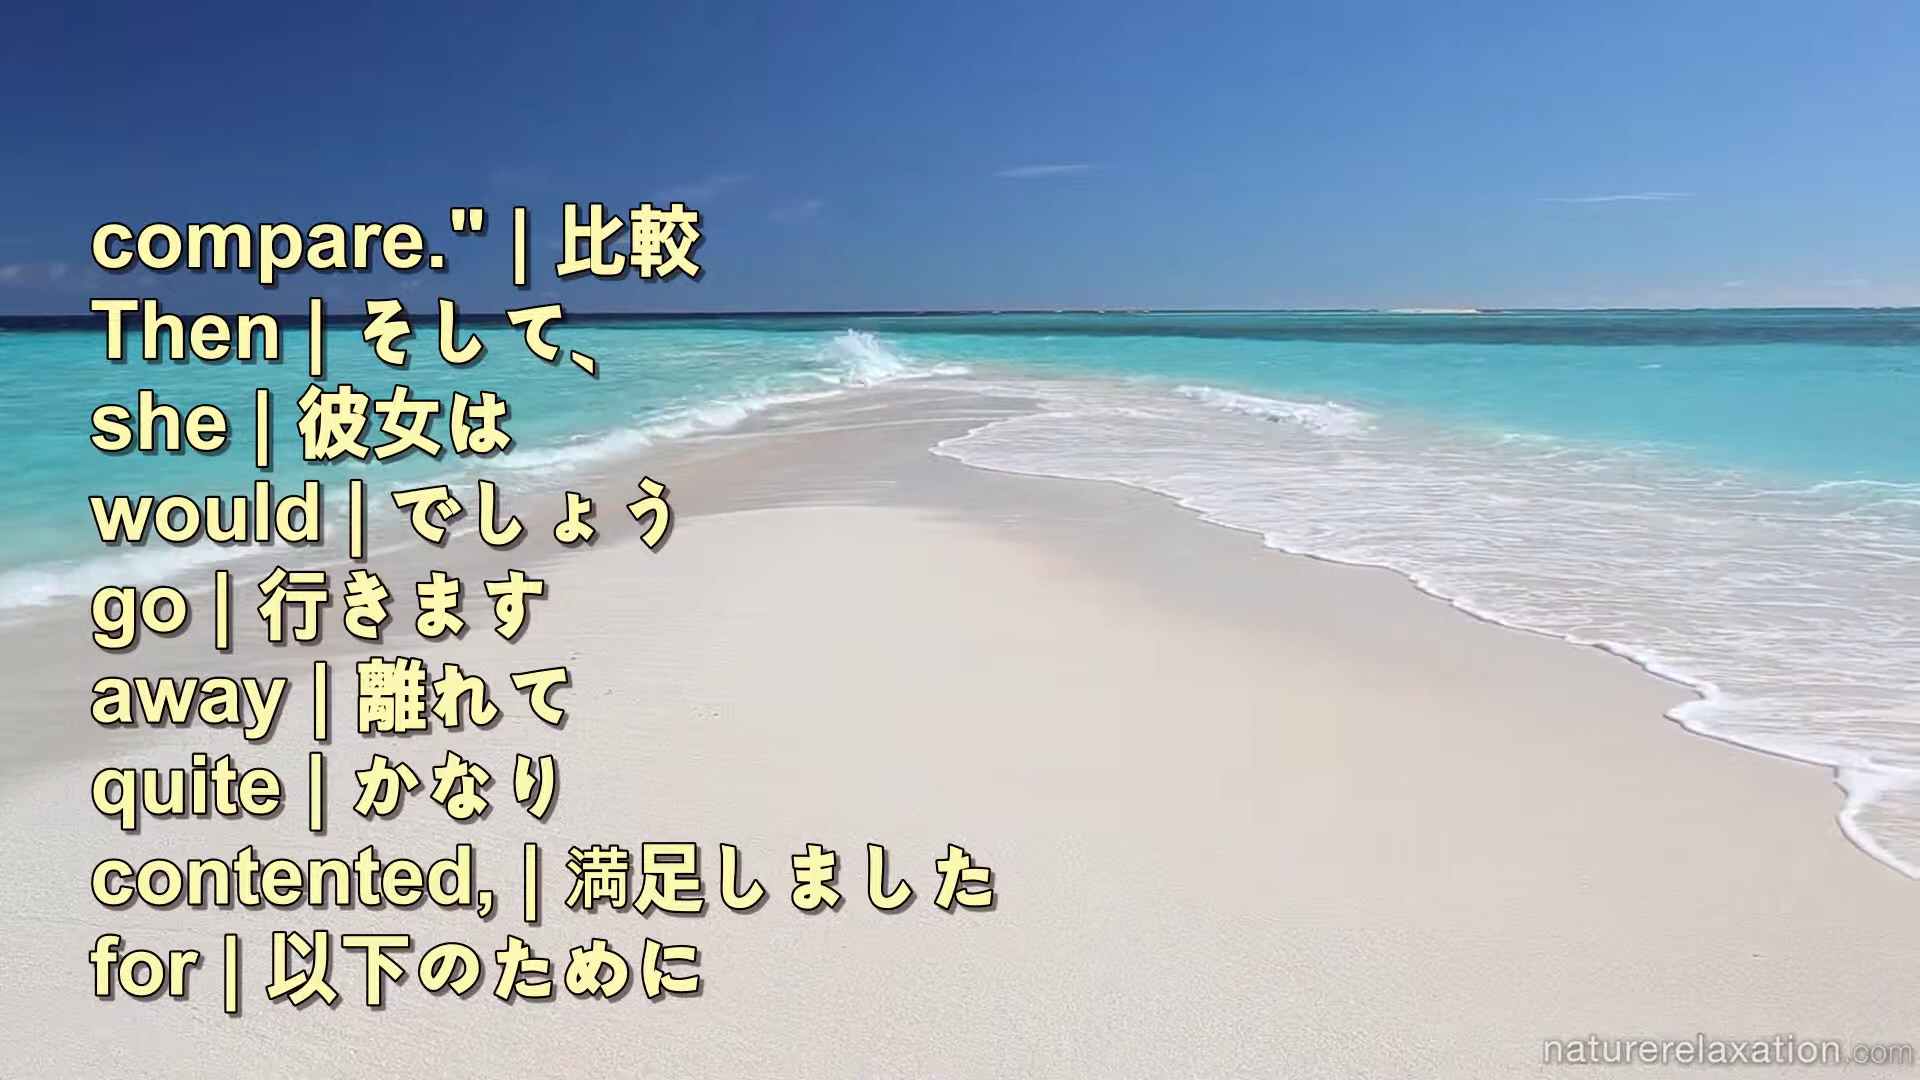 compare." | 比較
Then | そして、
she | 彼女は
would | でしょう
go | 行きます
away | 離れて
quite | かなり
contented, | 満足しました
for | 以下のために
naturerelaxation.com